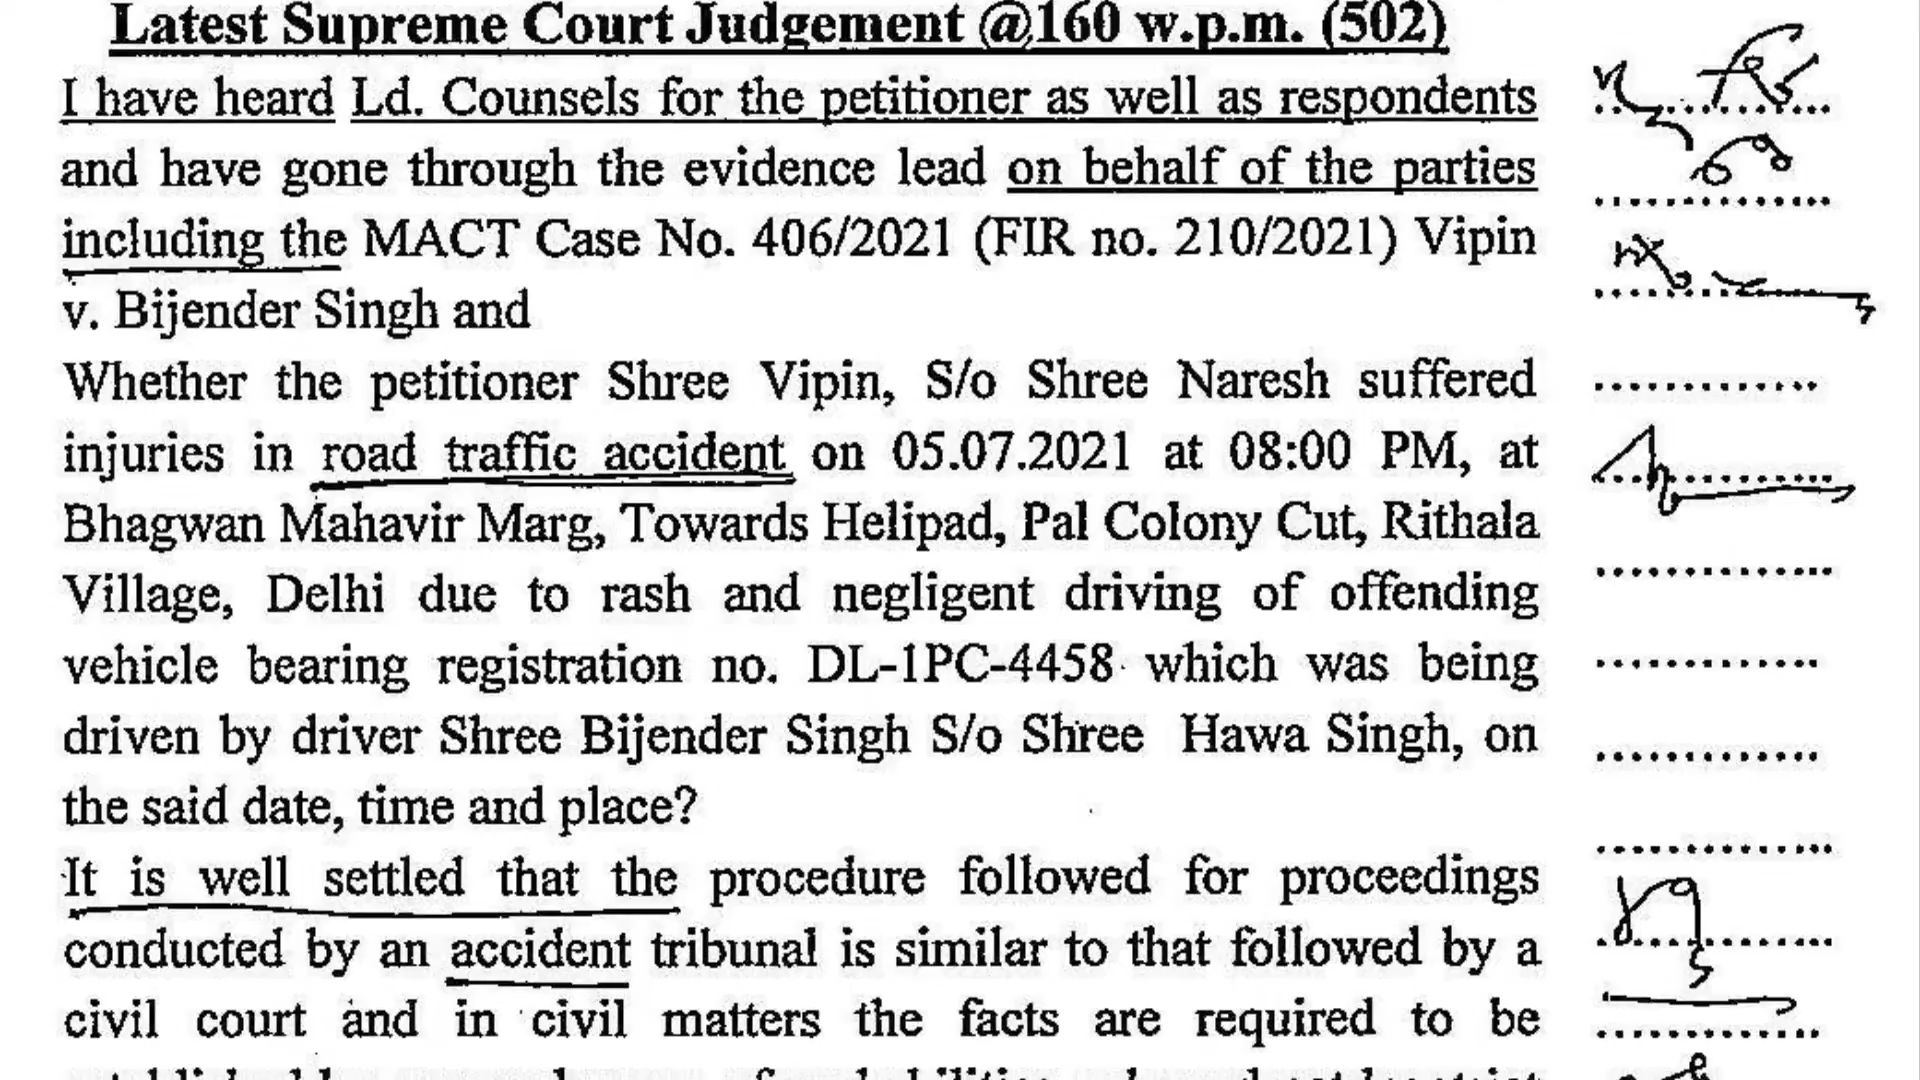 Latest Supreme Court Judgement @160 w.p.m. (502)
I have heard Ld. Counsels for the petitioner as well as respondents
and have gone through the evidence lead on behalf of the parties
including the MACT Case No. 406/2021 (FIR no. 210/2021) Vipin
v. Bijender Singh and
Whether the petitioner Shree Vipin, S/o Shree Naresh suffered
injuries in road traffic accident on 05.07.2021 at 08:00 PM, at
Bhagwan Mahavir Marg, Towards Helipad, Pal Colony Cut, Rithala
Village, Delhi due to rash and negligent driving of offending
vehicle bearing registration no. DL-1PC-4458 which was being
driven by driver Shree Bijender Singh S/o Shree Hawa Singh, on
the said date, time and place?
It is well settled that the procedure followed for proceedings
conducted by an accident tribunal is similar to that followed by a
civil court and in civil matters the facts are required to be